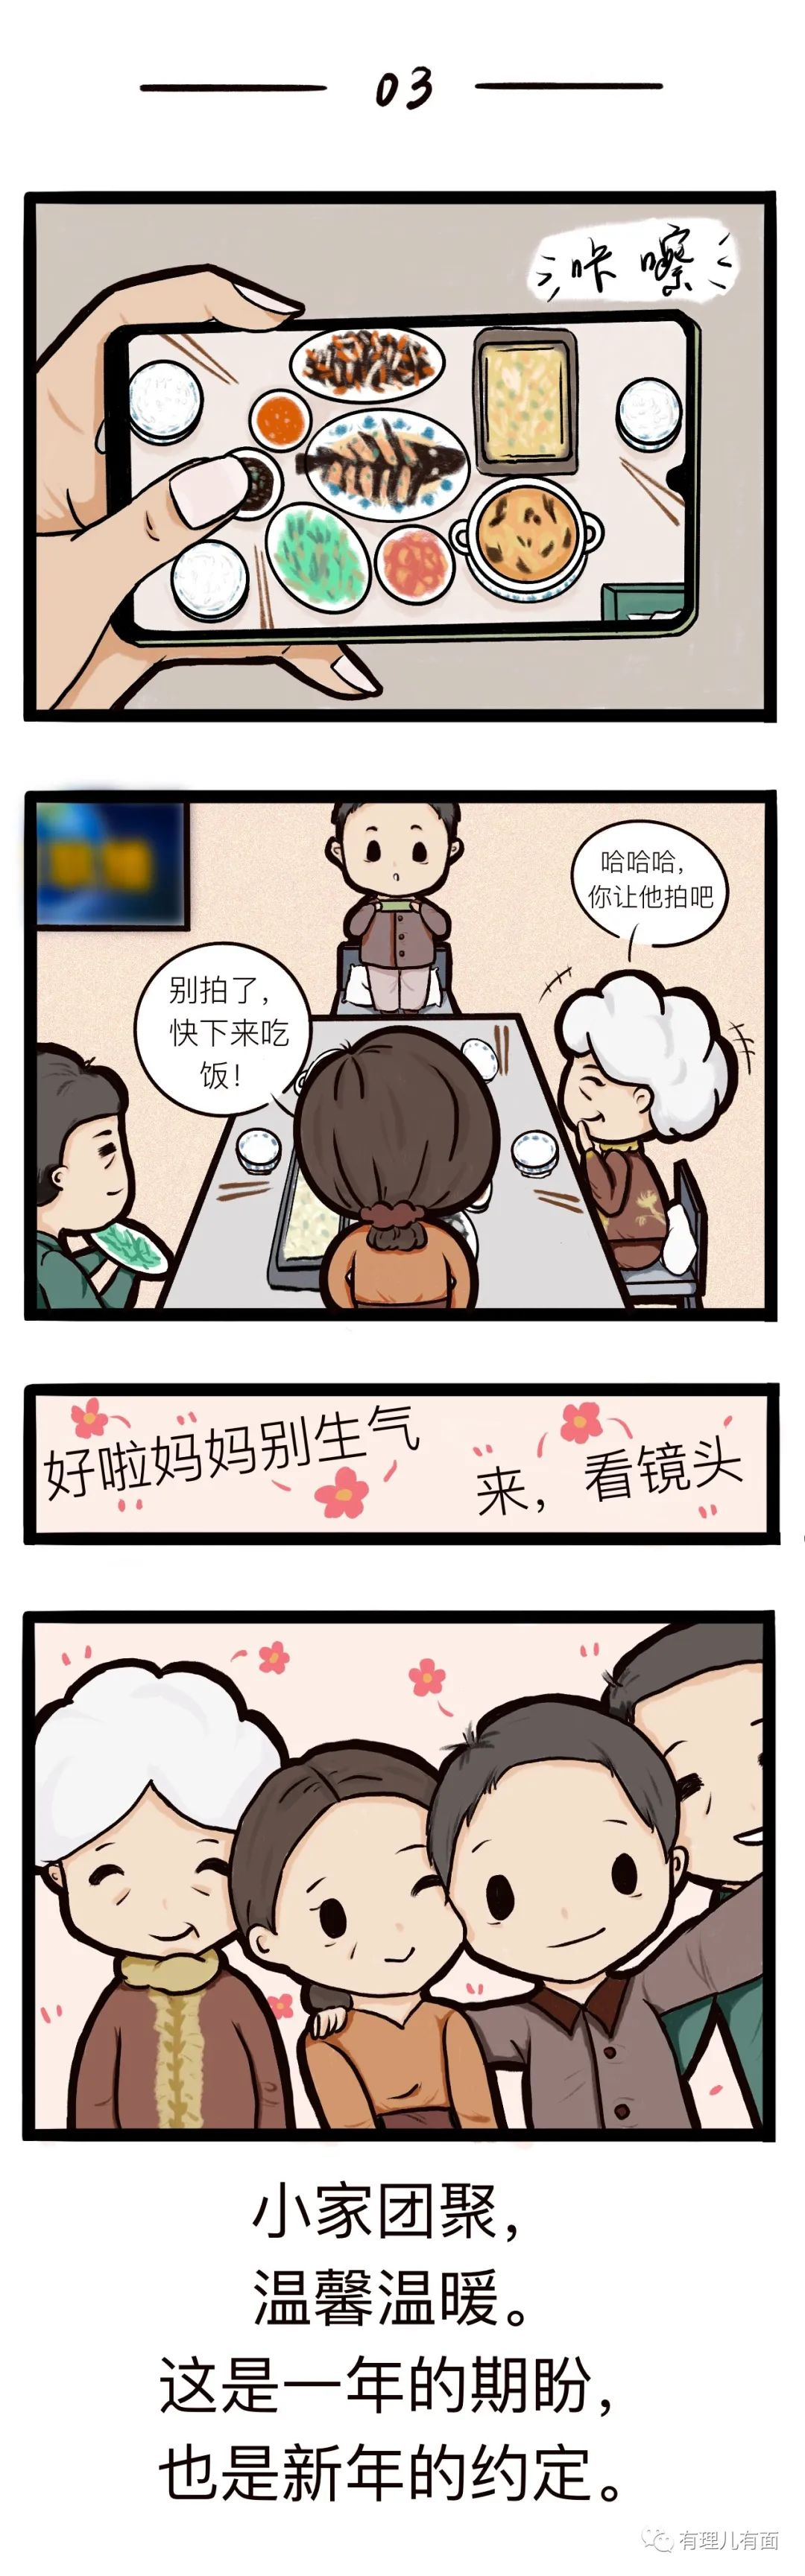 03
咔嚓
哈哈哈，
你让他拍吧
别拍了，
快下来吃
饭！
好啦妈妈别生气
来，看镜头
小家团聚，
温馨温暖。
这是一年的期盼，
也是新年的约定。
有理儿有面